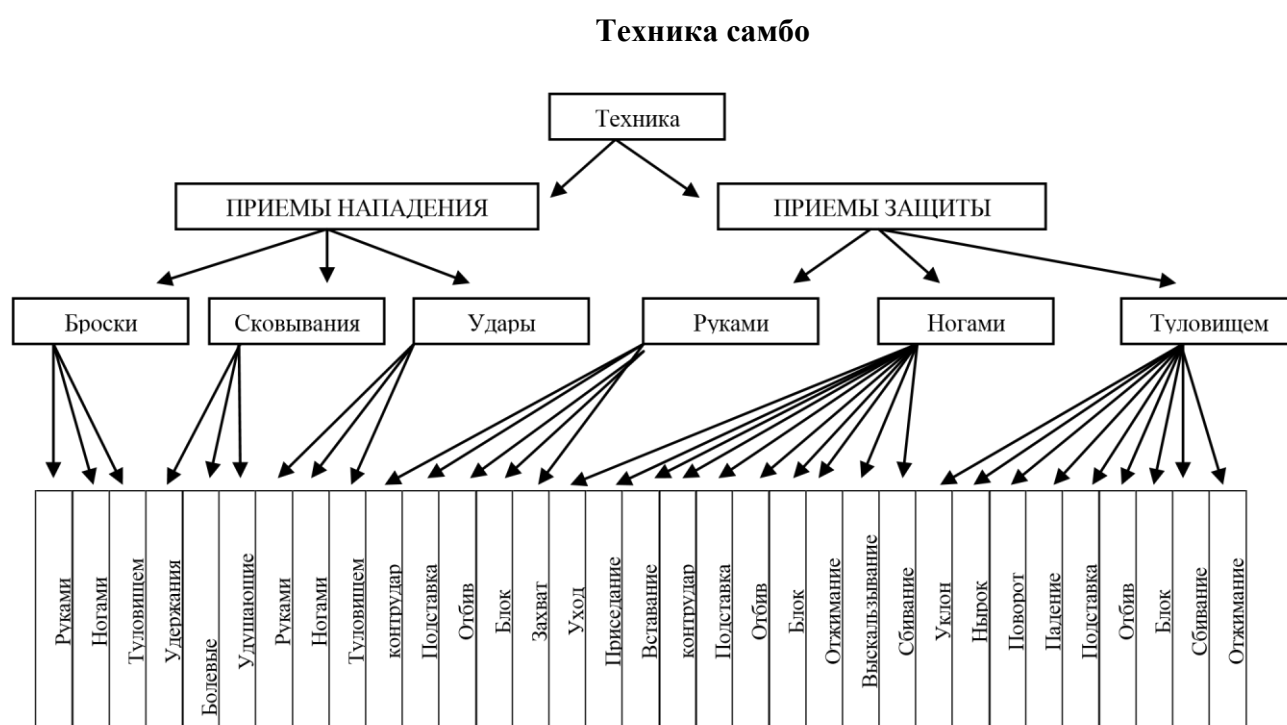 Техника самбо
Техника
ПРИЕМЫ НАПАДЕНИЯ
ПРИЕМЫ ЗАЩИТЫ
Броски
Сковывания
Удары
Руками
Ногами
Туловищем
Руками
Ногами
Туловищем
Удержания
Болевые
Удушающие
Руками
Ногами
Туловищем
контрудар
Подставка
Отбив
Блок
Захват
Уход
Приседание
Вставание
контрудар
Подставка
Отбив
Блок
Отжимание
Выскальзывание
Сбивание
Уклон
Нырок
Поворот
Падение
Подставка
Отбив
Блок
Сбивание
Отжимание